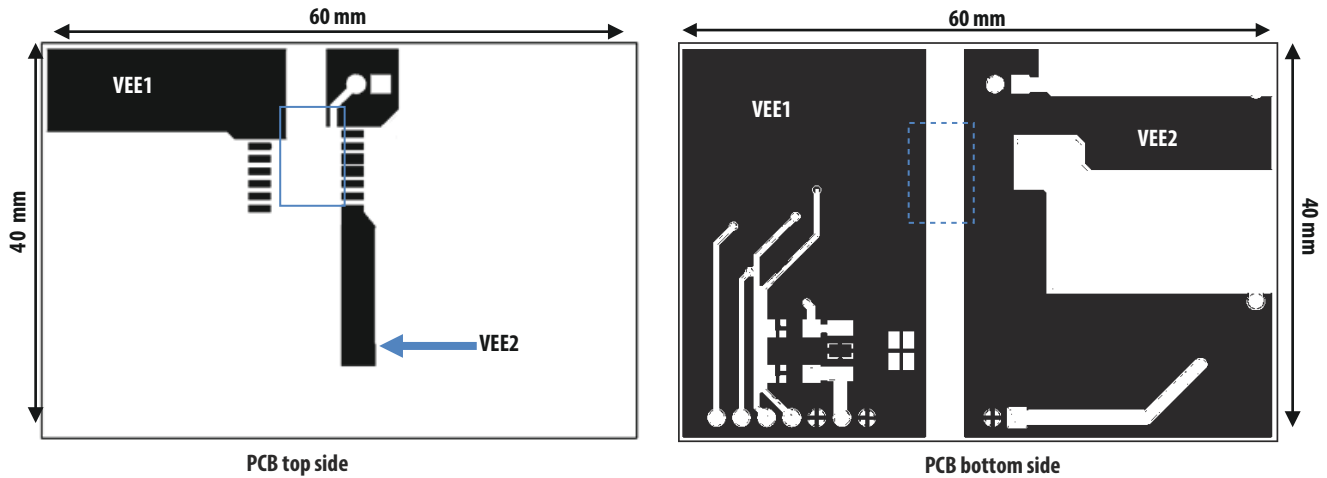 60 mm
60 mm
VEE1
VEE1
VEE2
40 mm
40 mm
VEE2
PCB top side
PCB bottom side